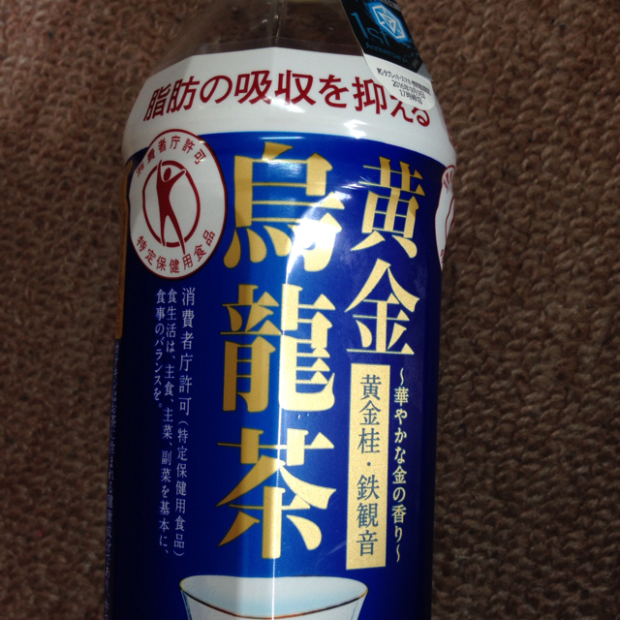 脂肪の吸収を抑える
消費者庁許可
特定保健用食品
黄金
烏龍茶
~華やかな金の香り~
黄金桂・鉄観音
消費者庁許可(特定保健用食品)
食生活は、主食、主菜、副菜を基本に、
食事のバランスを。